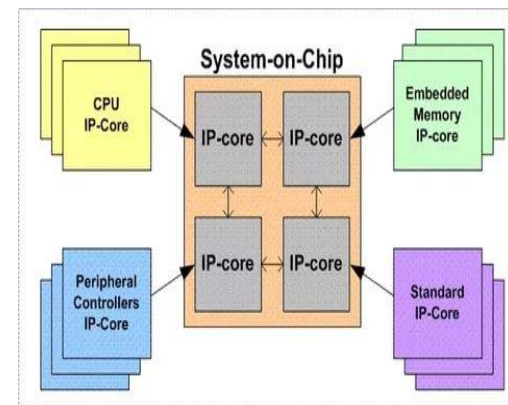 System-on-Chip
CPU
IP-Core
Embedded
Memory
IP-core
IP-core
IP-core
IP-core
IP-core
Peripheral
Controllers
IP-Core
Standard
IP-Core